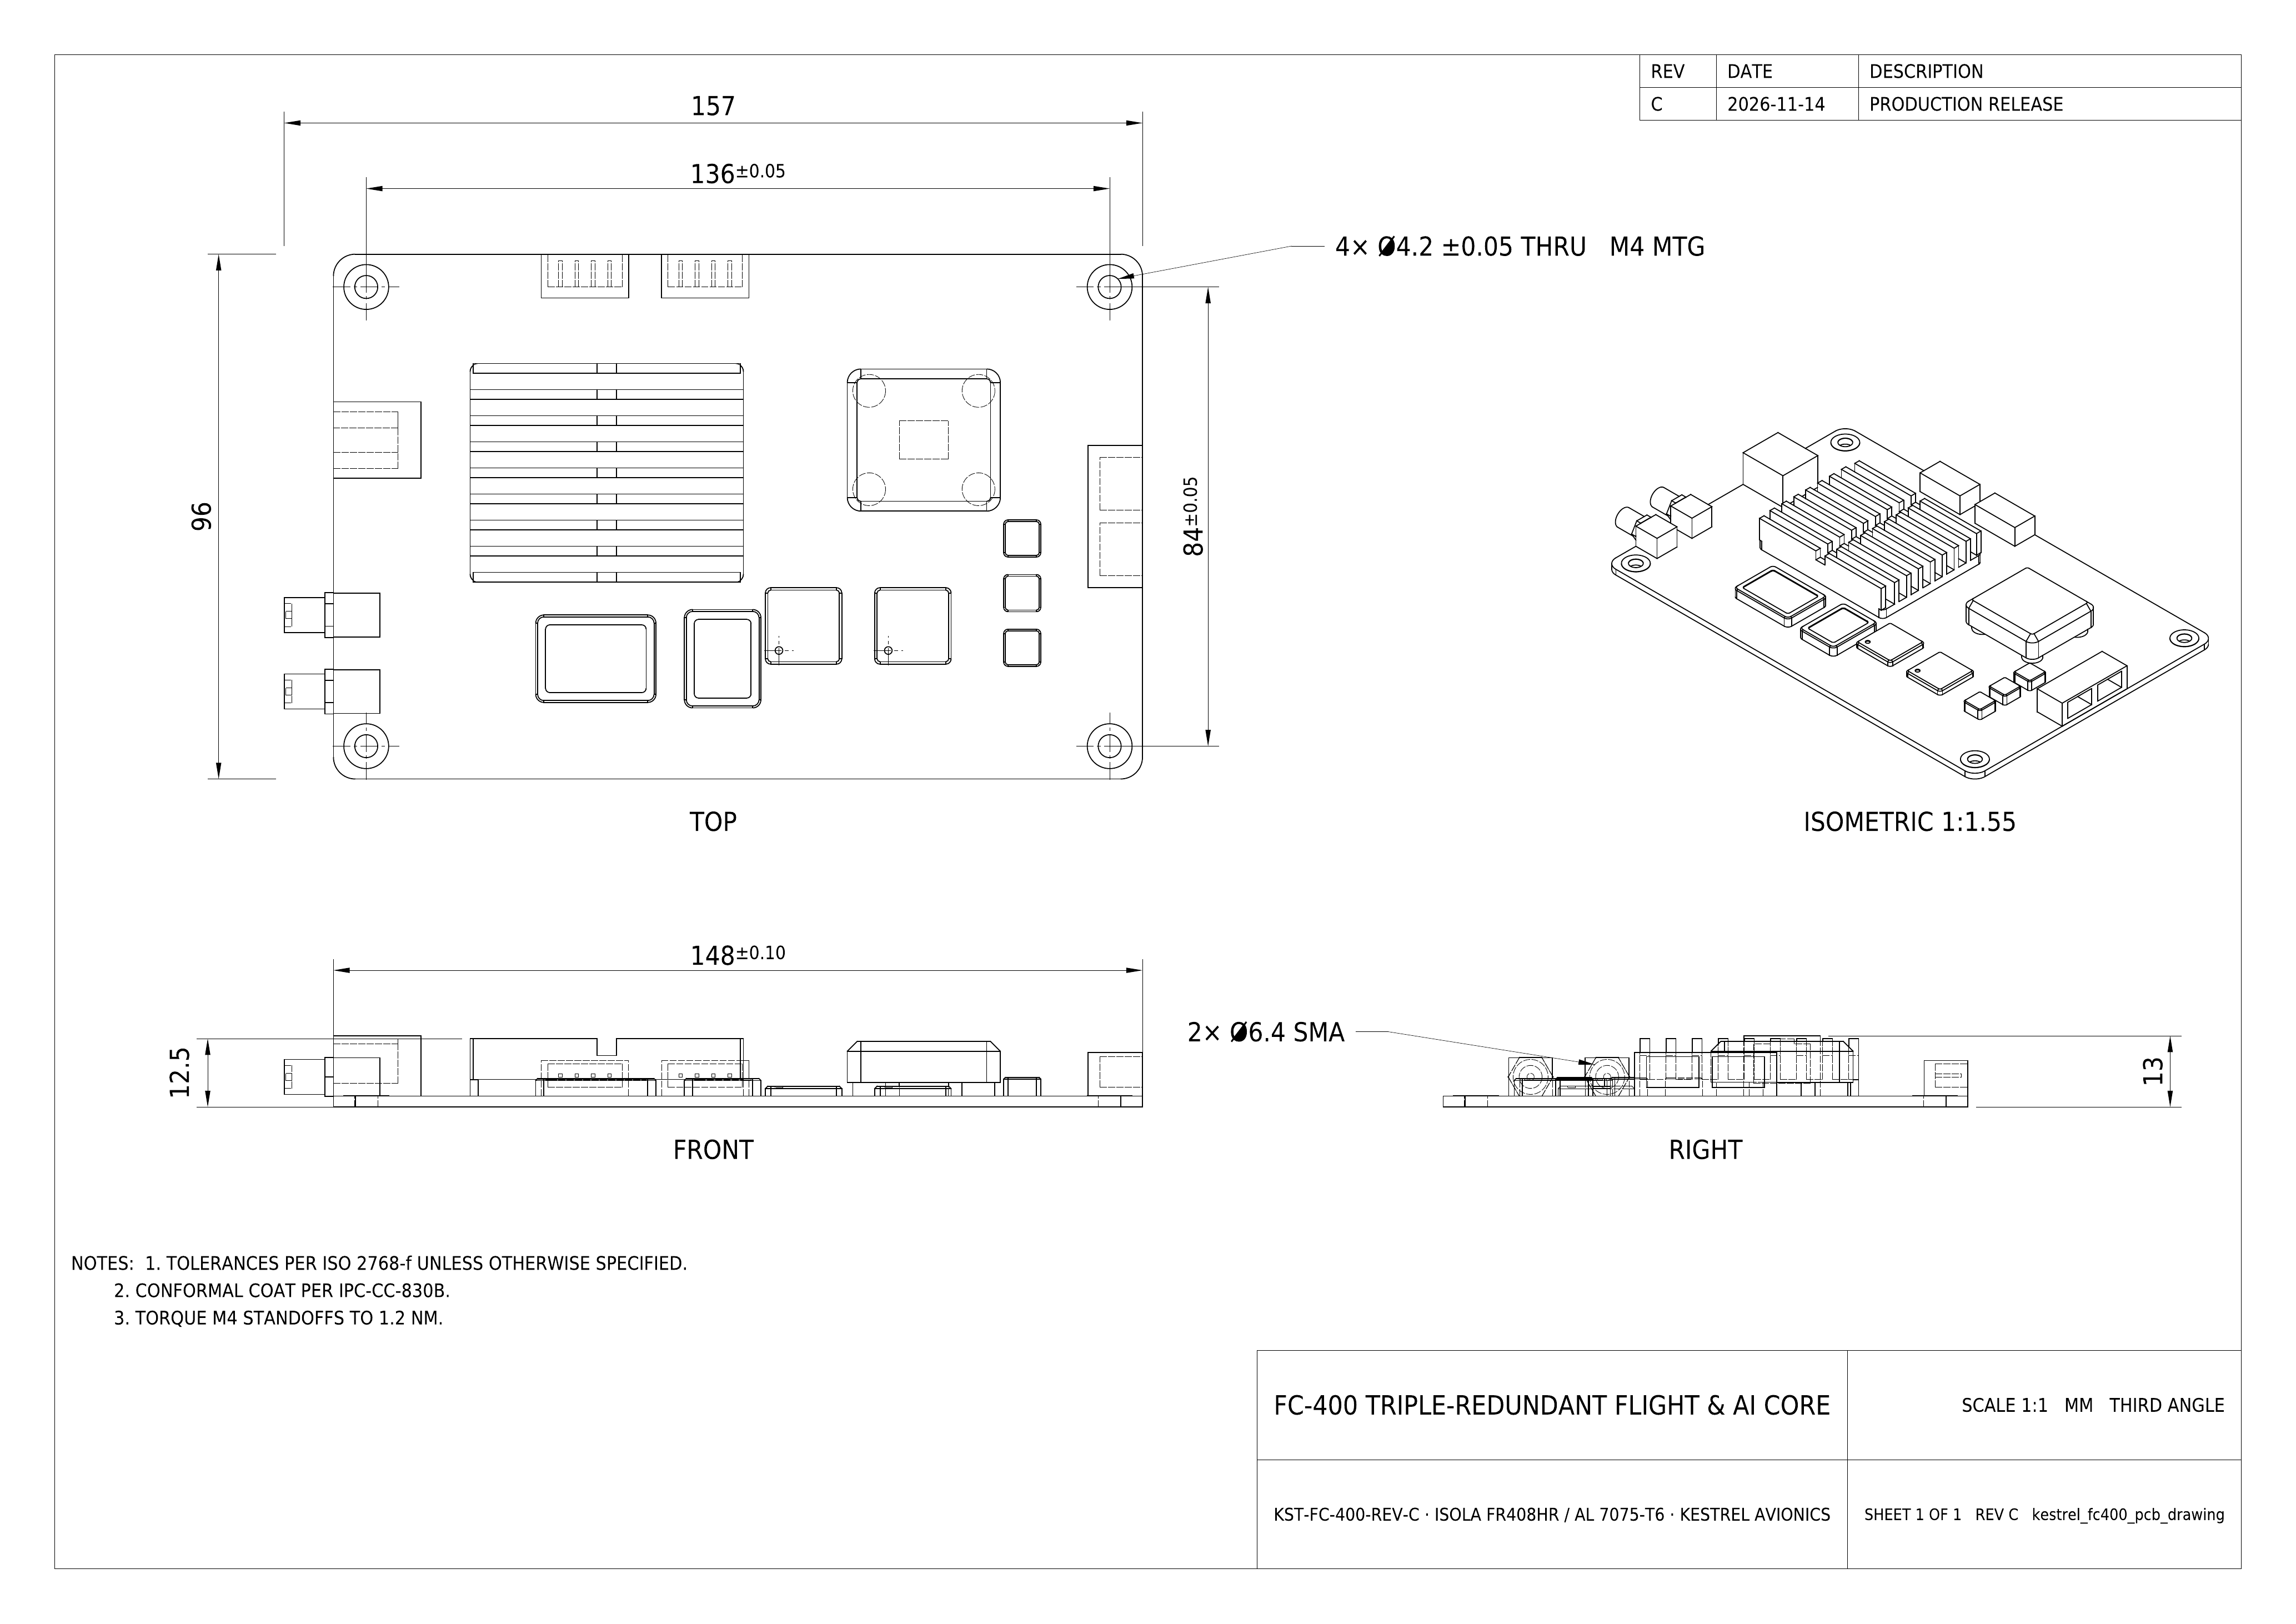 REV DATE DESCRIPTION
C 2026-11-14 PRODUCTION RELEASE
157
136±0.05
4× Ø4.2 ±0.05 THRU M4 MTG
96
84±0.05
TOP
ISOMETRIC 1:1.55
148±0.10
2× Ø6.4 SMA
12.5
13
FRONT
RIGHT
NOTES: 1. TOLERANCES PER ISO 2768-f UNLESS OTHERWISE SPECIFIED.
2. CONFORMAL COAT PER IPC-CC-830B.
3. TORQUE M4 STANDOFFS TO 1.2 NM.
FC-400 TRIPLE-REDUNDANT FLIGHT & AI CORE
SCALE 1:1 MM THIRD ANGLE
KST-FC-400-REV-C · ISOLA FR408HR / AL 7075-T6 · KESTREL AVIONICS
SHEET 1 OF 1 REV C kestrel_fc400_pcb_drawing